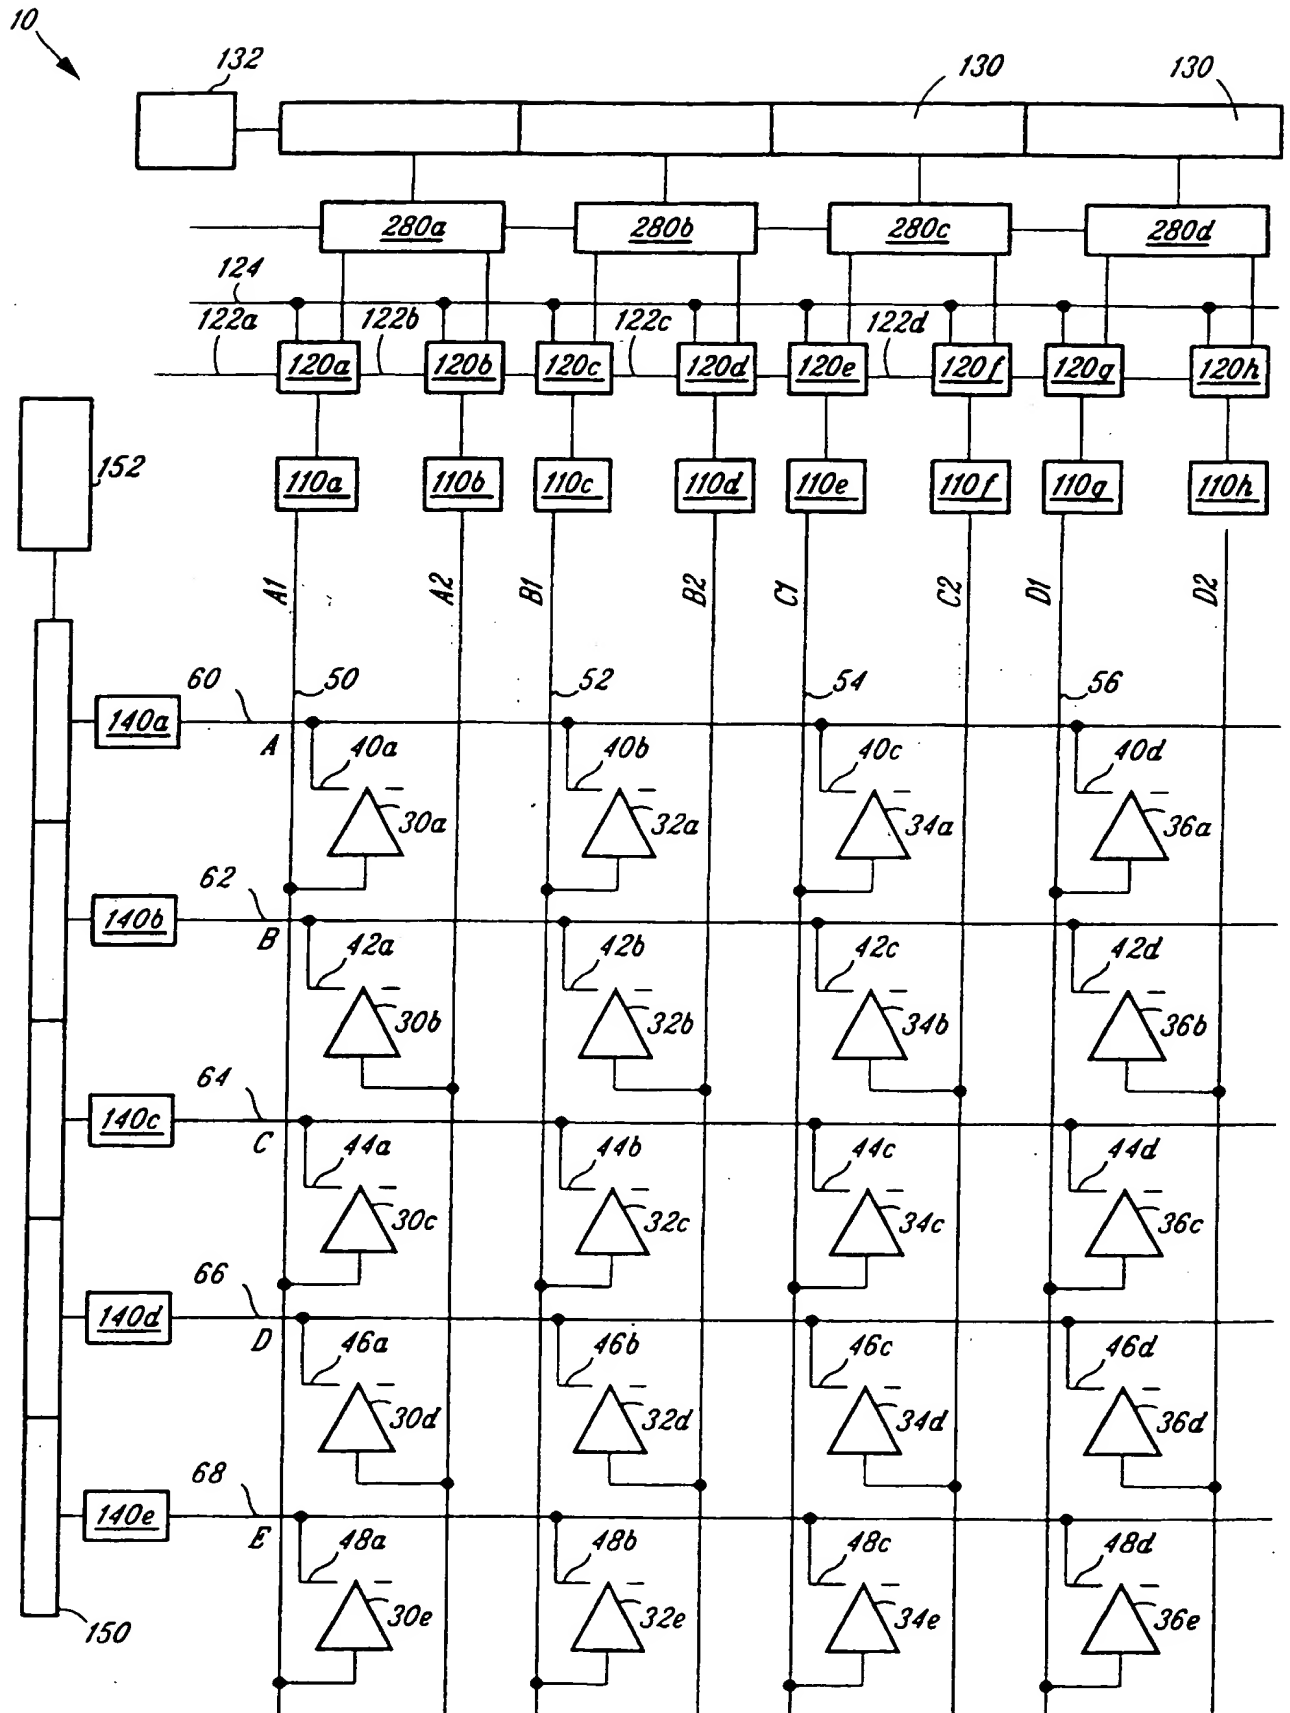 10
132
130 130
280a 280b 280c 280d
124
122a 122b 122c 122d
120a 120b 120c 120d 120e 120f 120g 120h
152
110a 110b 110c 110d 110e 110f 110g 110h
A1 A2 B1 B2 C1 C2 D1 D2
60 50 52 54 56
140a
A 40a 40b 40c 40d
30a 32a 34a 36a
62
140b
B 42a 42b 42c 42d
30b 32b 34b 36b
64
140c
C 44a 44b 44c 44d
30c 32c 34c 36c
66
140d
D 46a 46b 46c 46d
30d 32d 34d 36d
68
140e
E 48a 48b 48c 48d
150 30e 32e 34e 36e